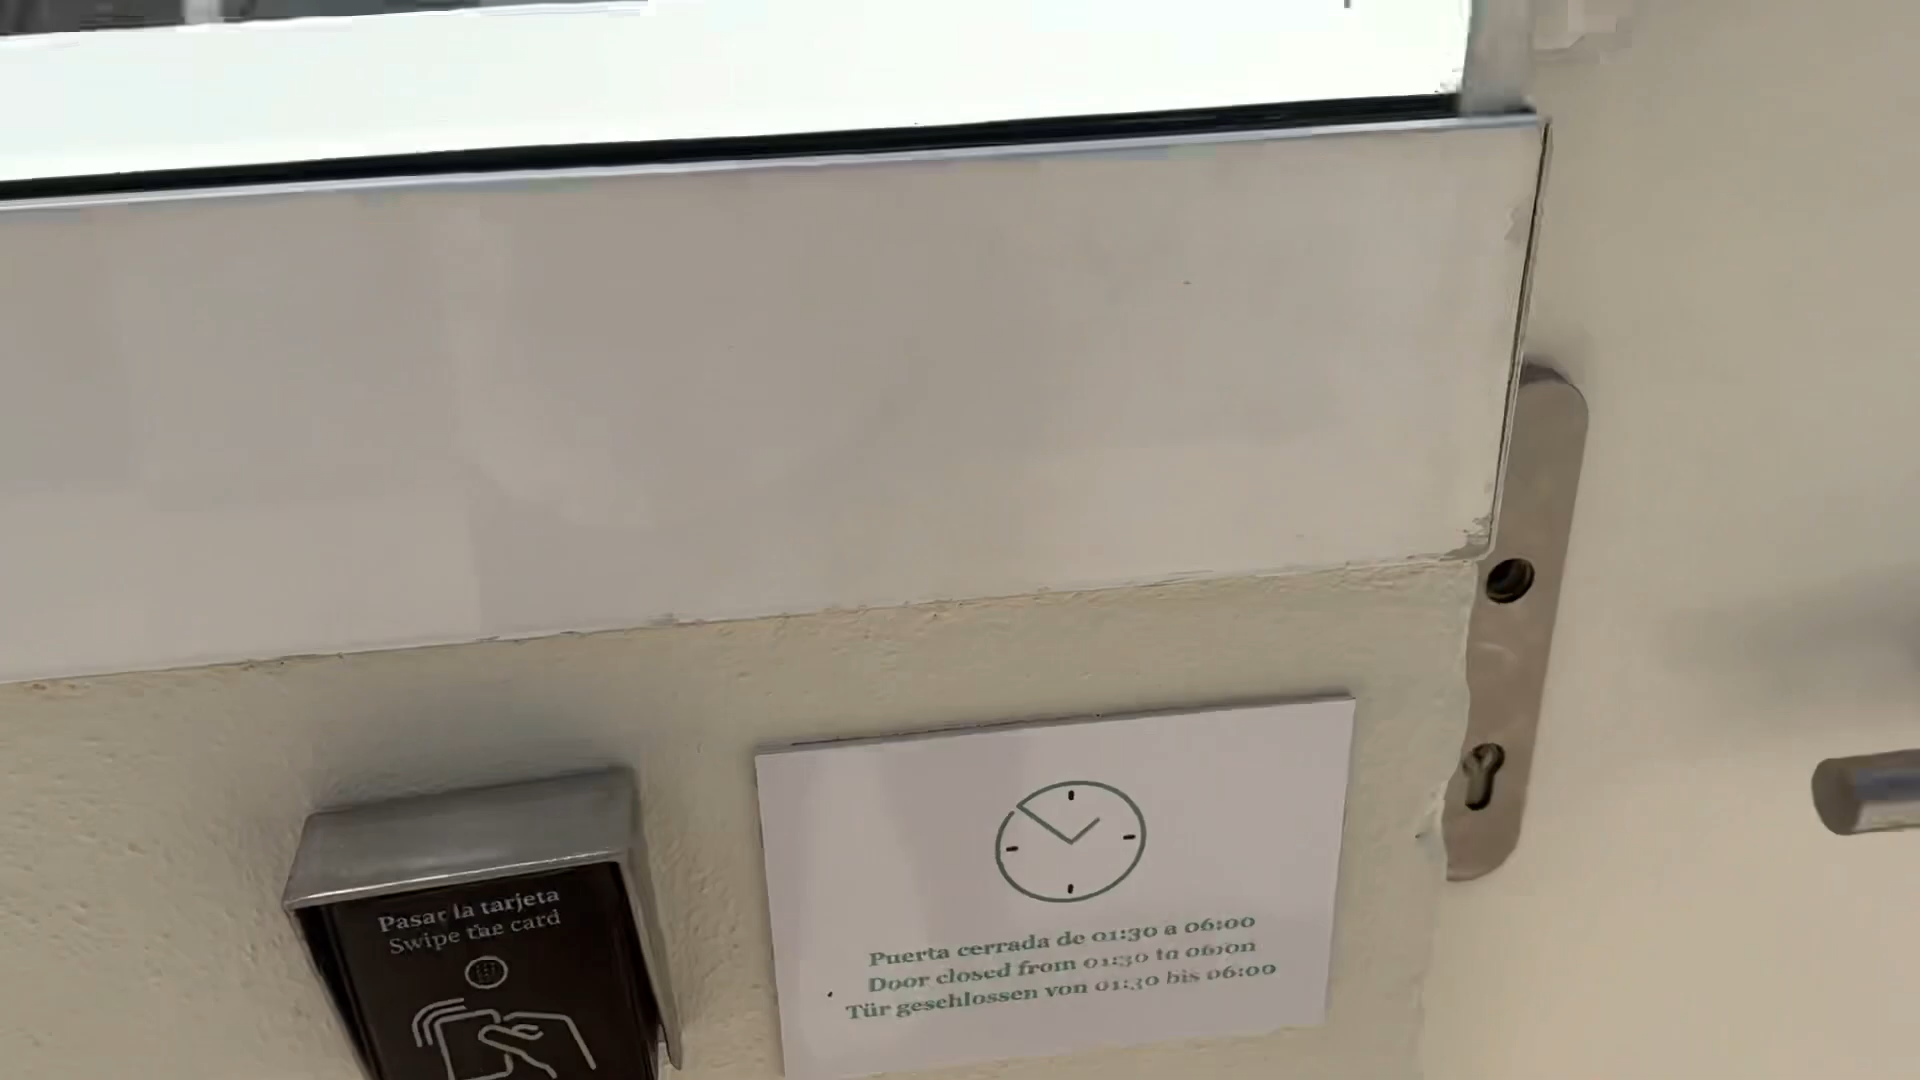 Pasar la tarjeta
Swipe the card
Puerta cerrada de 01:30 a 06:00
Door closed from 01:30 to 06:00
Tür geschlossen von 01:30 bis 06:00